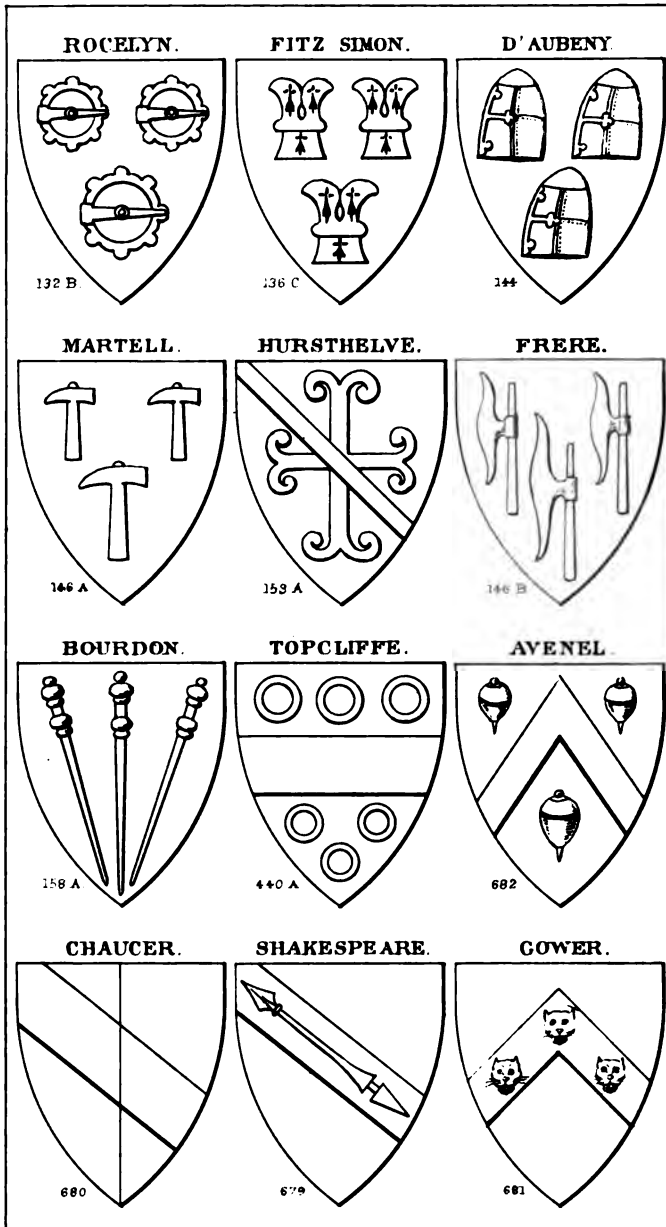 ROCELYN. FITZ SIMON. D'AUBENY
132 B. 136 C 144
MARTELL. HURSTHELVE. FRERE.
146 A 153 A 146 B
BOURDON. TOPCLIFFE. AVENEL
158 A 440 A 682
CHAUCER. SHAKESPEARE. GOWER.
680 679 681